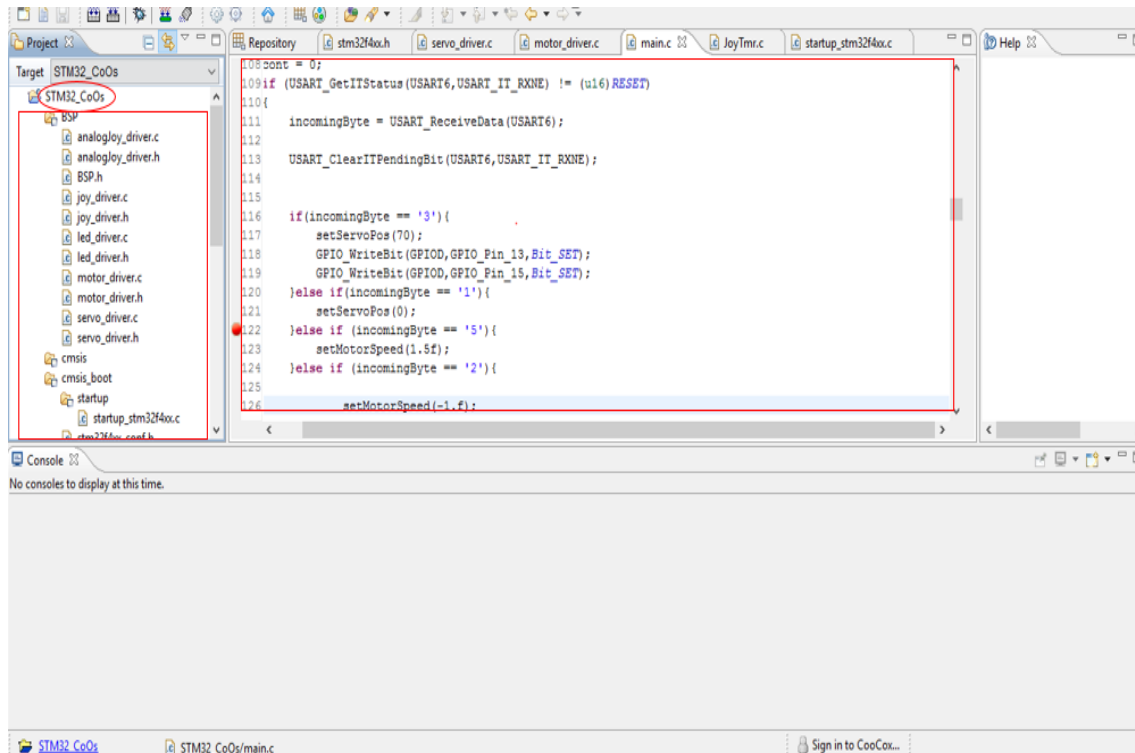 Project
Repository
stm32f4xx.h
servo_driver.c
motor_driver.c
main.c
JoyTmr.c
startup_stm32f4xx.c
Help
Target STM32_CoOs
STM32_CoOs
BSP
analogJoy_driver.c
analogJoy_driver.h
BSP.h
joy_driver.c
joy_driver.h
led_driver.c
led_driver.h
motor_driver.c
motor_driver.h
servo_driver.c
servo_driver.h
cmsis
cmsis_boot
startup
startup_stm32f4xx.c
stm32f4xx_conf.h
108 cont = 0;
109 if (USART_GetITStatus(USART6,USART_IT_RXNE) != (u16)RESET)
110 {
111 incomingByte = USART_ReceiveData(USART6);
112
113 USART_ClearITPendingBit(USART6,USART_IT_RXNE);
114
115
116 if(incomingByte == '3'){
117 setServoPos(70);
118 GPIO_WriteBit(GPIOD,GPIO_Pin_13,Bit_SET);
119 GPIO_WriteBit(GPIOD,GPIO_Pin_15,Bit_SET);
120 }else if(incomingByte == '1'){
121 setServoPos(0);
122 }else if (incomingByte == '5'){
123 setMotorSpeed(1.5f);
124 }else if (incomingByte == '2'){
125
126 setMotorSpeed(-1.f);
Console
No consoles to display at this time.
STM32_CoOs
STM32_CoOs/main.c
Sign in to CooCox...